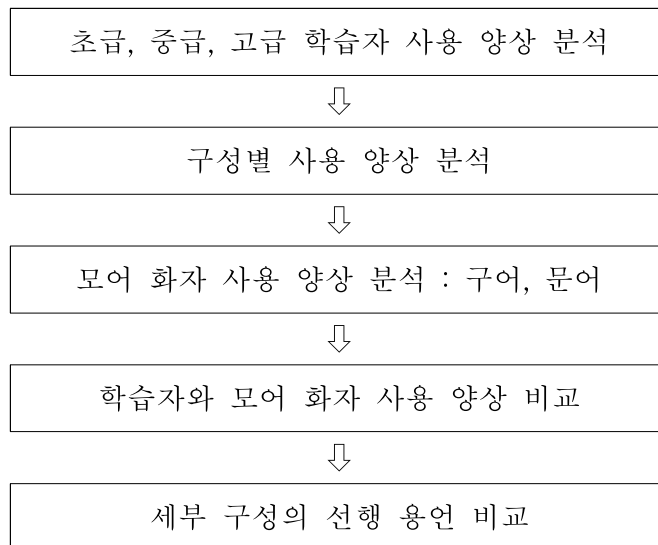 초급, 중급, 고급 학습자 사용 양상 분석
구성별 사용 양상 분석
모어 화자 사용 양상 분석 : 구어, 문어
학습자와 모어 화자 사용 양상 비교
세부 구성의 선행 용언 비교